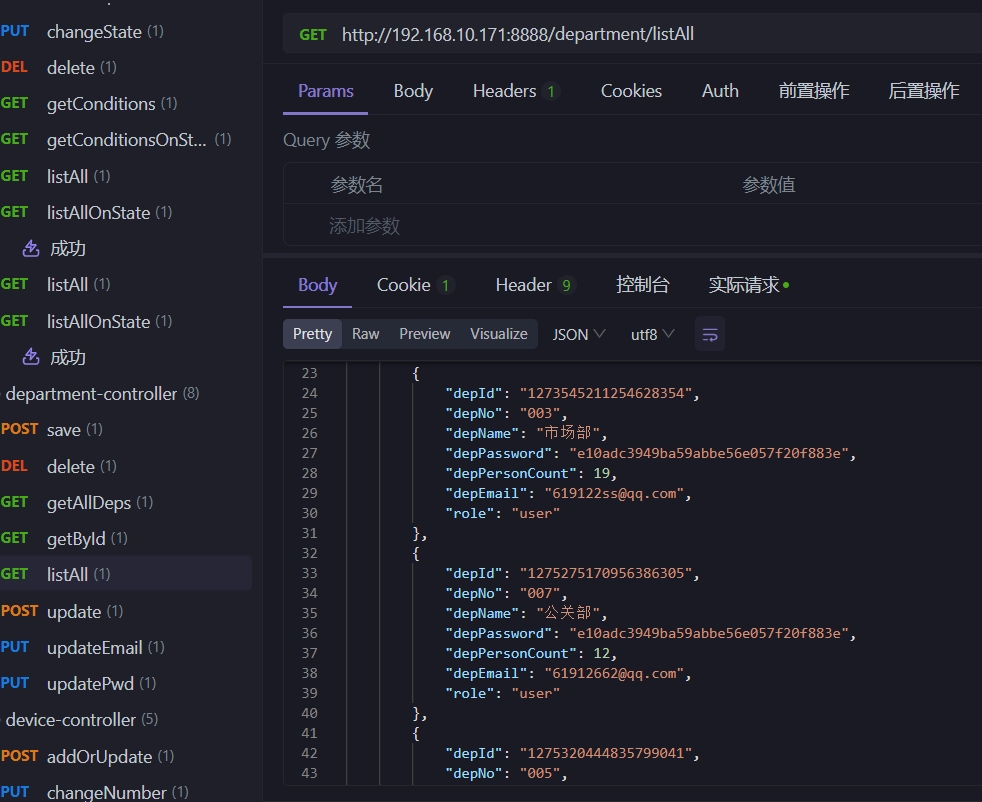 PUT changeState (1)
DEL delete (1)
GET getConditions (1)
GET getConditionsOnSt... (1)
GET listAll (1)
GET listAllOnState (1)
成功
GET listAll (1)
GET listAllOnState (1)
成功
department-controller (8)
POST save (1)
DEL delete (1)
GET getAllDeps (1)
GET getById (1)
GET listAll (1)
POST update (1)
PUT updateEmail (1)
PUT updatePwd (1)
device-controller (5)
POST addOrUpdate (1)
PUT changeNumber (1)
GET http://192.168.10.171:8888/department/listAll
Params Body Headers 1 Cookies Auth 前置操作 后置操作
Query 参数
参数名 参数值
添加参数
Body Cookie 1 Header 9 控制台 实际请求
Pretty Raw Preview Visualize JSON utf8
23 {
24 "depId": "1273545211254628354",
25 "depNo": "003",
26 "depName": "市场部",
27 "depPassword": "e10adc3949ba59abbe56e057f20f883e",
28 "depPersonCount": 19,
29 "depEmail": "619122ss@qq.com",
30 "role": "user"
31 },
32 {
33 "depId": "1275275170956386305",
34 "depNo": "007",
35 "depName": "公关部",
36 "depPassword": "e10adc3949ba59abbe56e057f20f883e",
37 "depPersonCount": 12,
38 "depEmail": "61912662@qq.com",
39 "role": "user"
40 },
41 {
42 "depId": "1275320444835799041",
43 "depNo": "005",